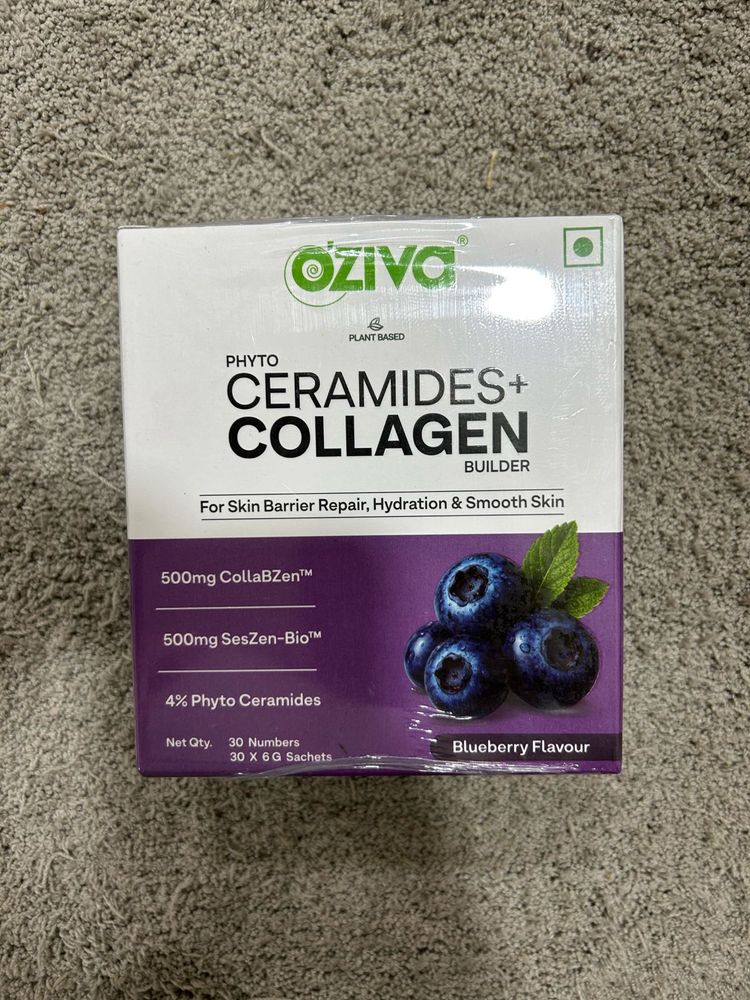 OZIVA®
PLANT BASED
PHYTO
CERAMIDES+
COLLAGEN
BUILDER
For Skin Barrier Repair, Hydration & Smooth Skin
500mg CollaBZen™
500mg SesZen-Bio™
4% Phyto Ceramides
Net Qty. 30 Numbers
30 X 6 G Sachets
Blueberry Flavour